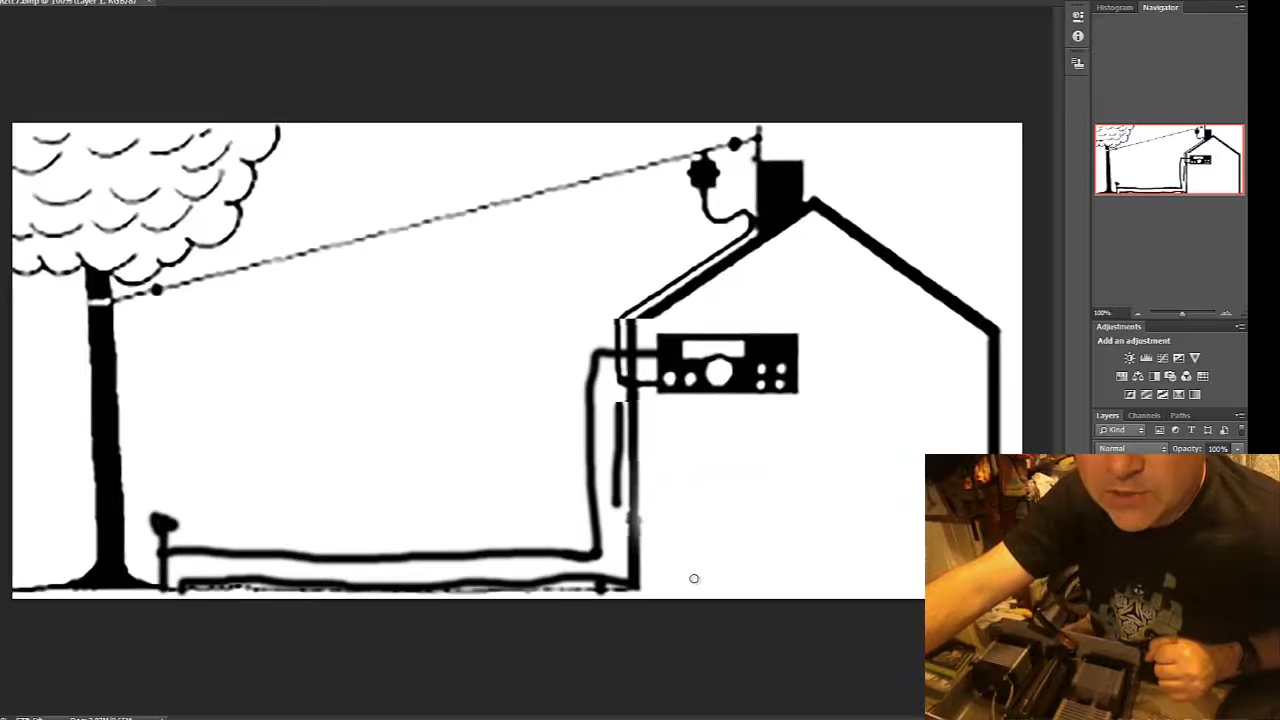 Histogram Navigator
100%
Adjustments
Add an adjustment
Layers Channels Paths
Kind
Normal Opacity: 100%